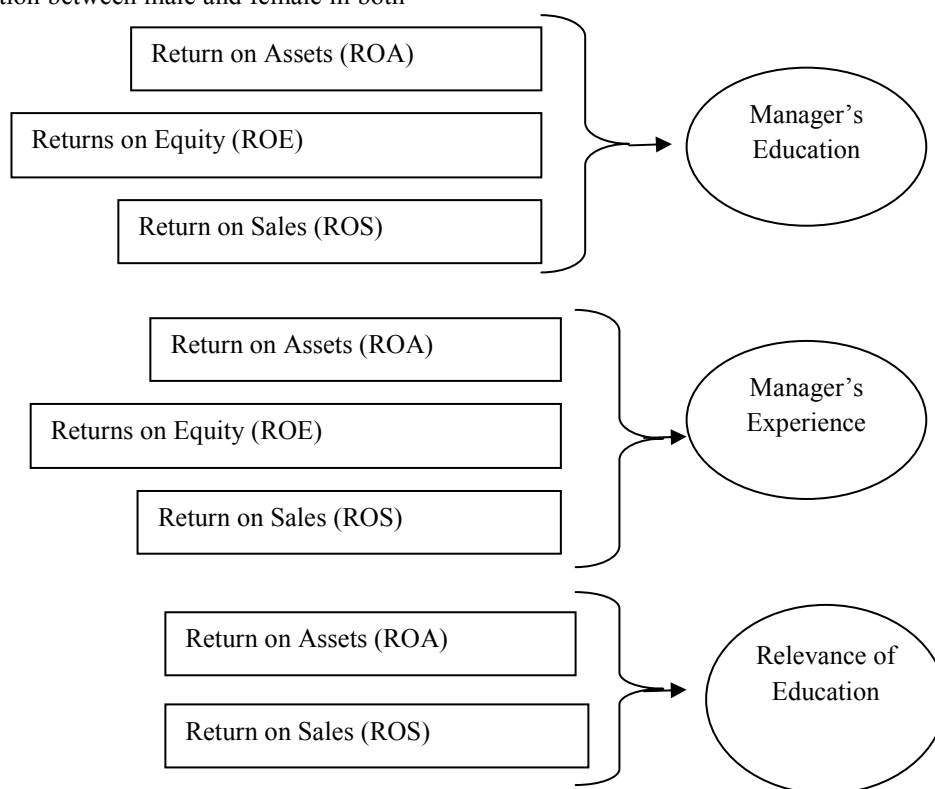 tion between male and female in both
Return on Assets (ROA)
Returns on Equity (ROE)
Return on Sales (ROS)
Manager’s
Education
Return on Assets (ROA)
Returns on Equity (ROE)
Return on Sales (ROS)
Manager’s
Experience
Return on Assets (ROA)
Return on Sales (ROS)
Relevance of
Education